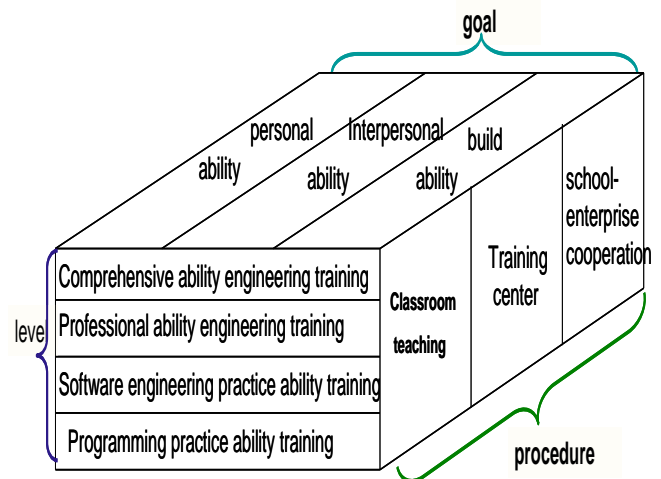 goal
personal
ability
Interpersonal
ability
build
ability
school-
enterprise
cooperation
Training
center
Classroom
teaching
level
Comprehensive ability engineering training
Professional ability engineering training
Software engineering practice ability training
Programming practice ability training
procedure